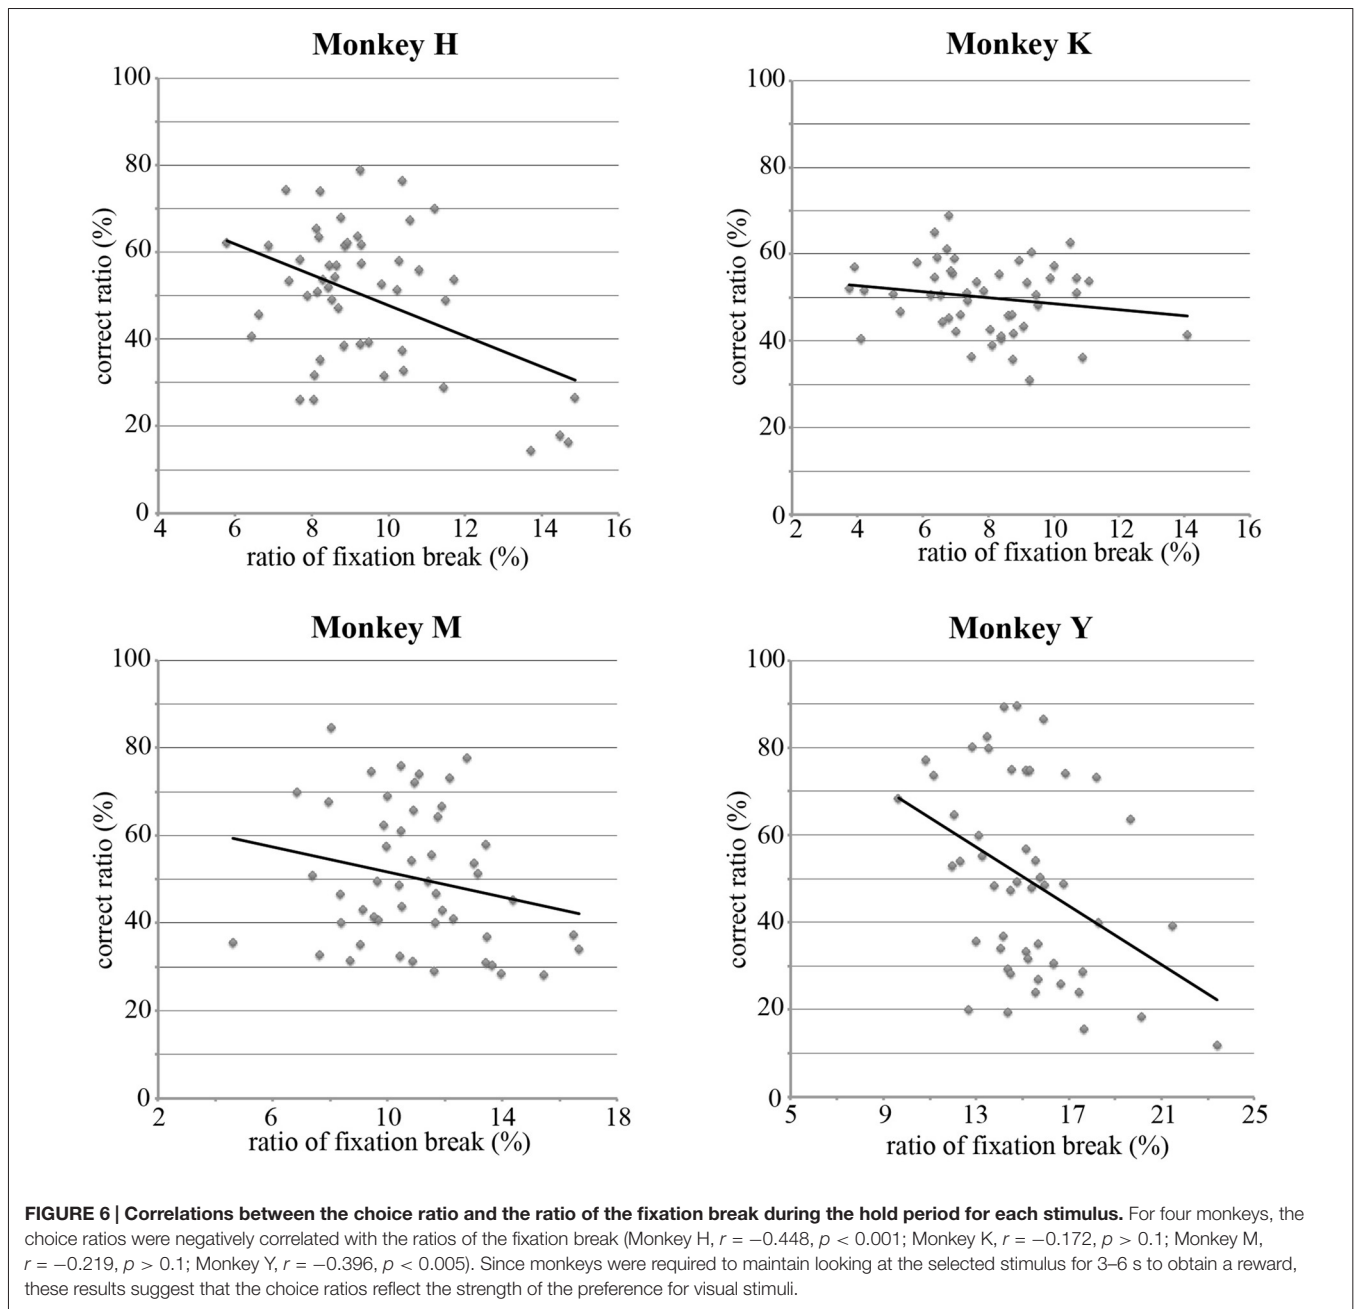 Monkey H
100
80
60
40
20
0
correct ratio (%)
4 6 8 10 12 14 16
ratio of fixation break (%)
Monkey K
100
80
60
40
20
0
correct ratio (%)
2 4 6 8 10 12 14 16
ratio of fixation break (%)
Monkey M
100
80
60
40
20
0
correct ratio (%)
2 6 10 14 18
ratio of fixation break (%)
Monkey Y
100
80
60
40
20
0
correct ratio (%)
5 9 13 17 21 25
ratio of fixation break (%)
FIGURE 6 | Correlations between the choice ratio and the ratio of the fixation break during the hold period for each stimulus. For four monkeys, the
choice ratios were negatively correlated with the ratios of the fixation break (Monkey H, r = −0.448, p < 0.001; Monkey K, r = −0.172, p > 0.1; Monkey M,
r = −0.219, p > 0.1; Monkey Y, r = −0.396, p < 0.005). Since monkeys were required to maintain looking at the selected stimulus for 3–6 s to obtain a reward,
these results suggest that the choice ratios reflect the strength of the preference for visual stimuli.